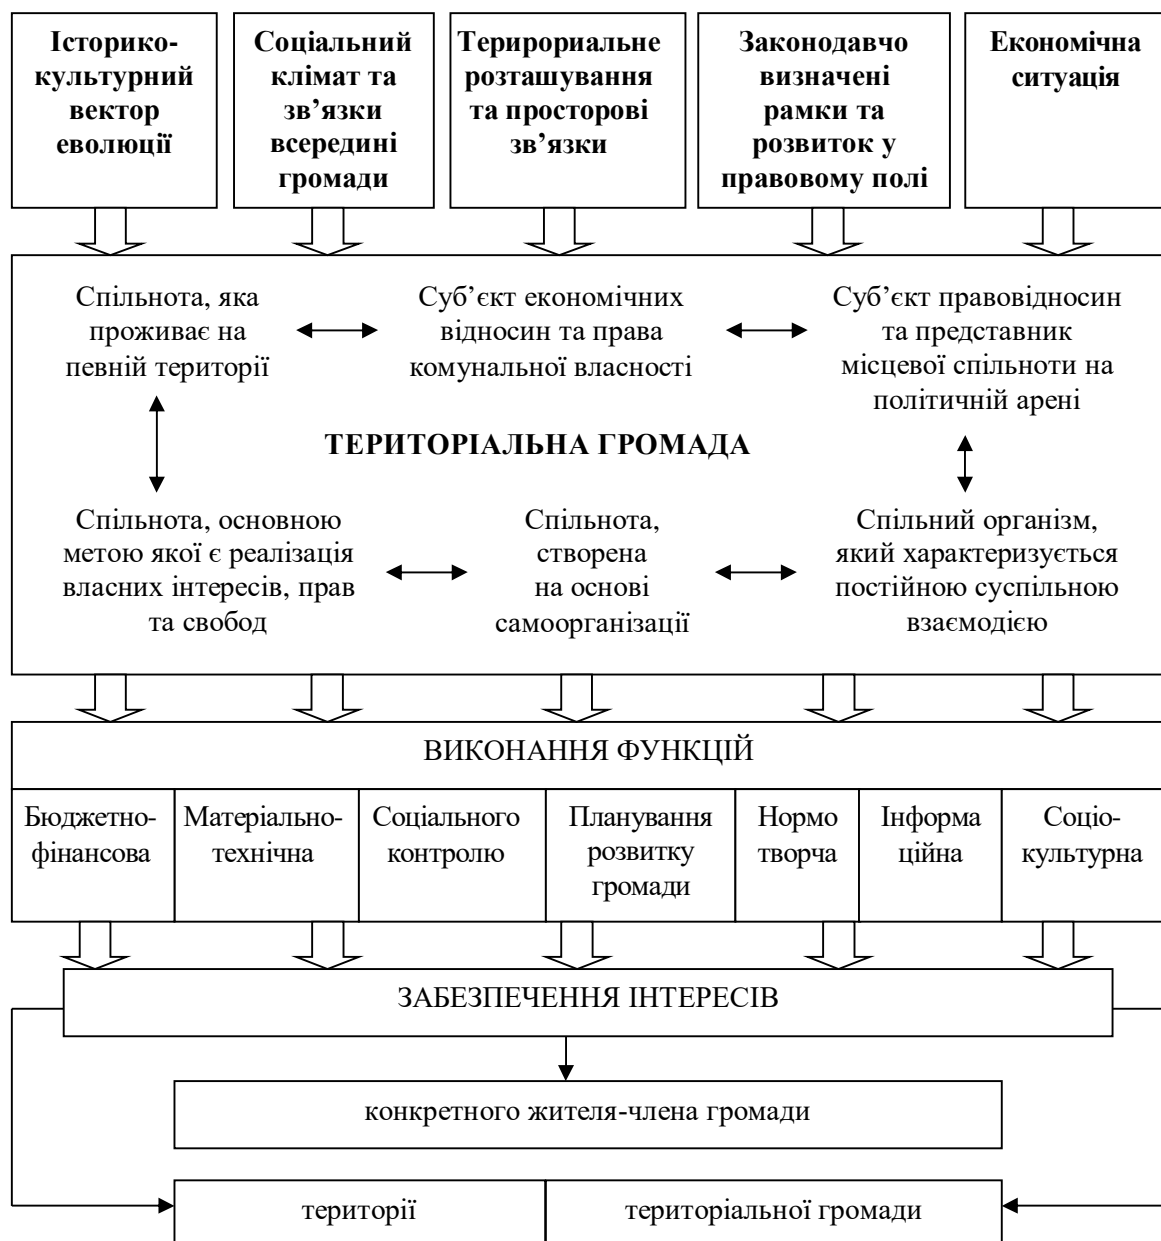 Історико-
культурний
вектор
еволюції
Соціальний
клімат та
зв’язки
всередині
громади
Терирориальне
розташування
та просторові
зв’язки
Законодавчо
визначені
рамки та
розвиток у
правовому полі
Економічна
ситуація
Спільнота, яка
проживає на
певній території
Суб’єкт економічних
відносин та права
комунальної власності
Суб’єкт правовідносин
та представник
місцевої спільноти на
політичній арені
ТЕРИТОРІАЛЬНА ГРОМАДА
Спільнота, основною
метою якої є реалізація
власних інтересів, прав
та свобод
Спільнота,
створена
на основі
самоорганізації
Спільний організм,
який характеризується
постійною суспільною
взаємодією
ВИКОНАННЯ ФУНКЦІЙ
Бюджетно-
фінансова
Матеріально-
технічна
Соціального
контролю
Планування
розвитку
громади
Нормо
творча
Інформа
ційна
Соціо-
культурна
ЗАБЕЗПЕЧЕННЯ ІНТЕРЕСІВ
конкретного жителя-члена громади
території
територіальної громади